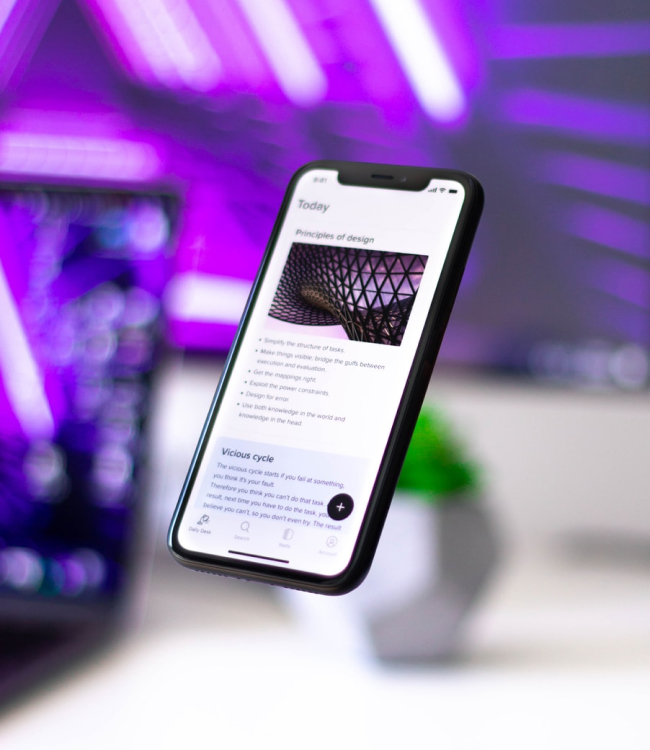 9:41
Today
Principles of design
• Simplify the structure of tasks.
• Make things visible, bridge the gulfs between
execution and evaluation.
• Get the mappings right.
• Exploit the power constraints
• Design for error.
• Use both knowledge in the world and
knowledge in the head.
Vicious cycle
The vicious cycle starts if you fail at something,
you think it's your fault.
Therefore you think you can't do that task
result, next time you have to do the task, you
believe you can't, so you don't even try. The result
+
Search
Account